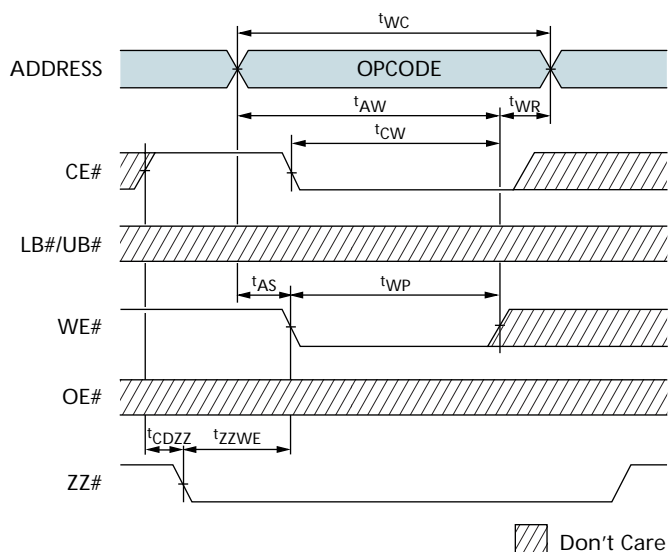 tWC
ADDRESS OPCODE
tAW tWR
tCW
CE#
LB#/UB#
tAS tWP
WE#
OE#
tCDZZ tZZWE
ZZ#
Don't Care